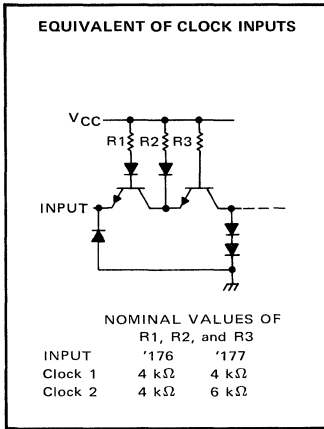 EQUIVALENT OF CLOCK INPUTS
VCC
R1 R2 R3
INPUT
NOMINAL VALUES OF
R1, R2, and R3
INPUT '176 '177
Clock 1 4 kΩ 4 kΩ
Clock 2 4 kΩ 6 kΩ